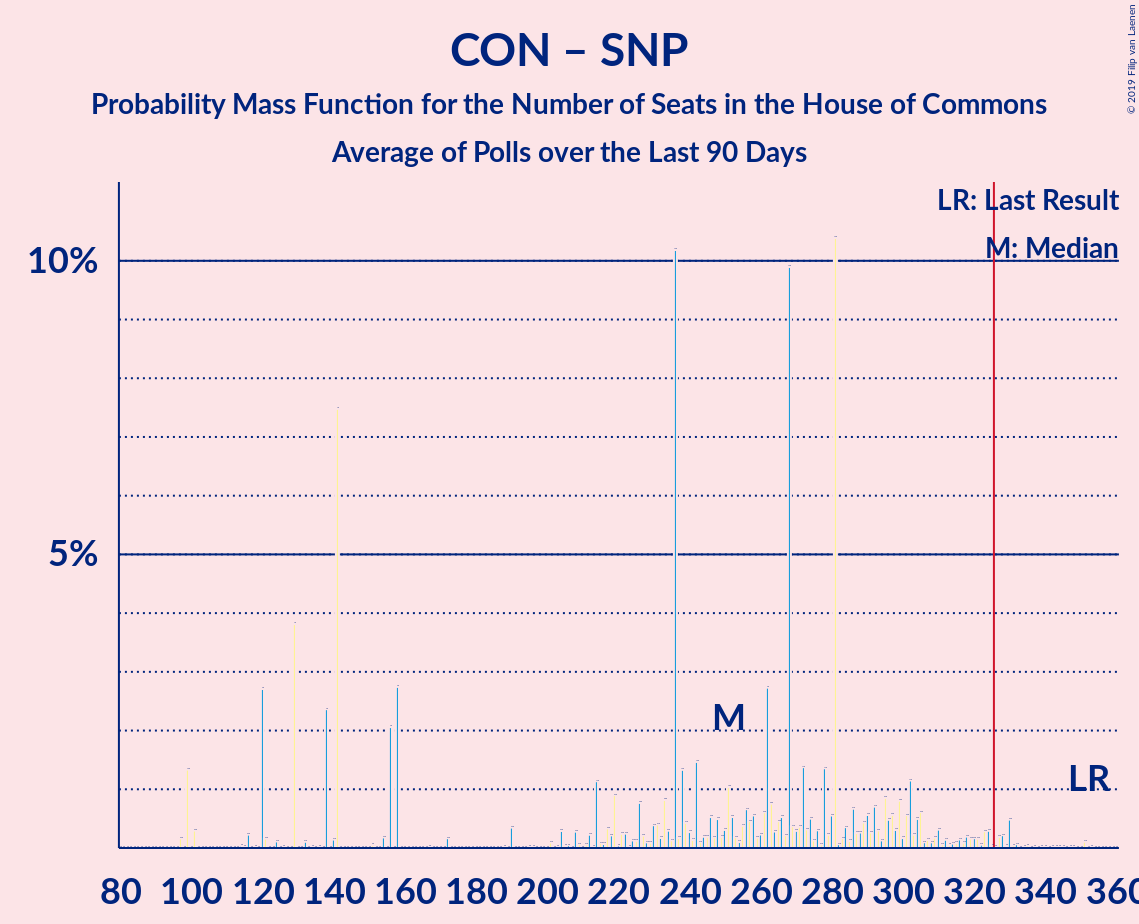 CON – SNP
Probability Mass Function for the Number of Seats in the House of Commons
Average of Polls over the Last 90 Days
© 2019 Filip van Laenen
LR: Last Result
M: Median
10%
5%
M
LR
80 100 120 140 160 180 200 220 240 260 280 300 320 340 360